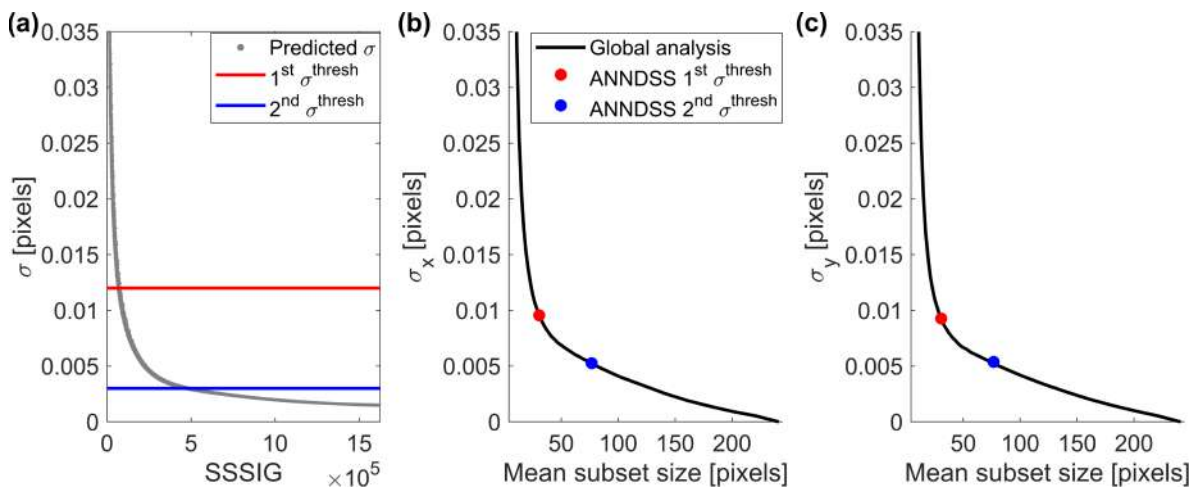 (a)
0.035
0.03
0.025
0.02
0.015
0.01
0.005
0
σ [pixels]
Predicted σ
1st σthresh
2nd σthresh
0 5 10 15
SSSIG ×10^5
(b)
0.035
0.03
0.025
0.02
0.015
0.01
0.005
0
σx [pixels]
Global analysis
ANNDSS 1st σthresh
ANNDSS 2nd σthresh
50 100 150 200
Mean subset size [pixels]
(c)
0.035
0.03
0.025
0.02
0.015
0.01
0.005
0
σy [pixels]
50 100 150 200
Mean subset size [pixels]